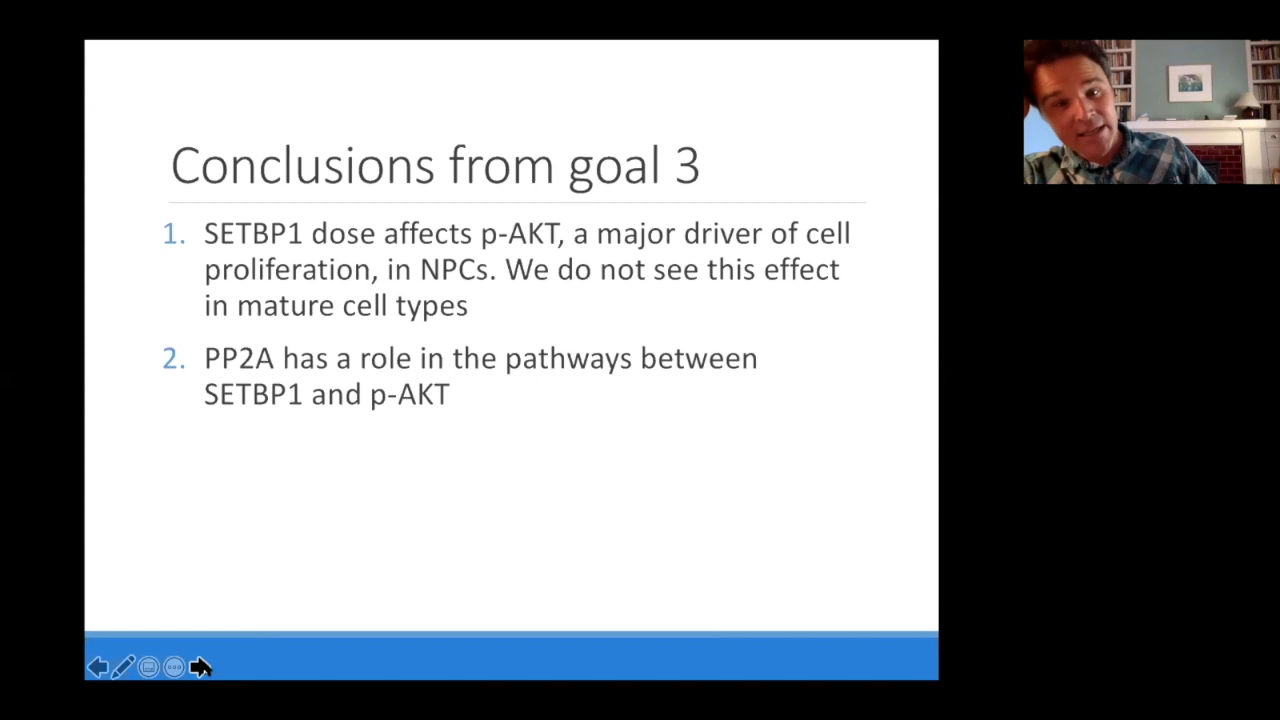 Conclusions from goal 3
1. SETBP1 dose affects p-AKT, a major driver of cell
proliferation, in NPCs. We do not see this effect
in mature cell types
2. PP2A has a role in the pathways between
SETBP1 and p-AKT